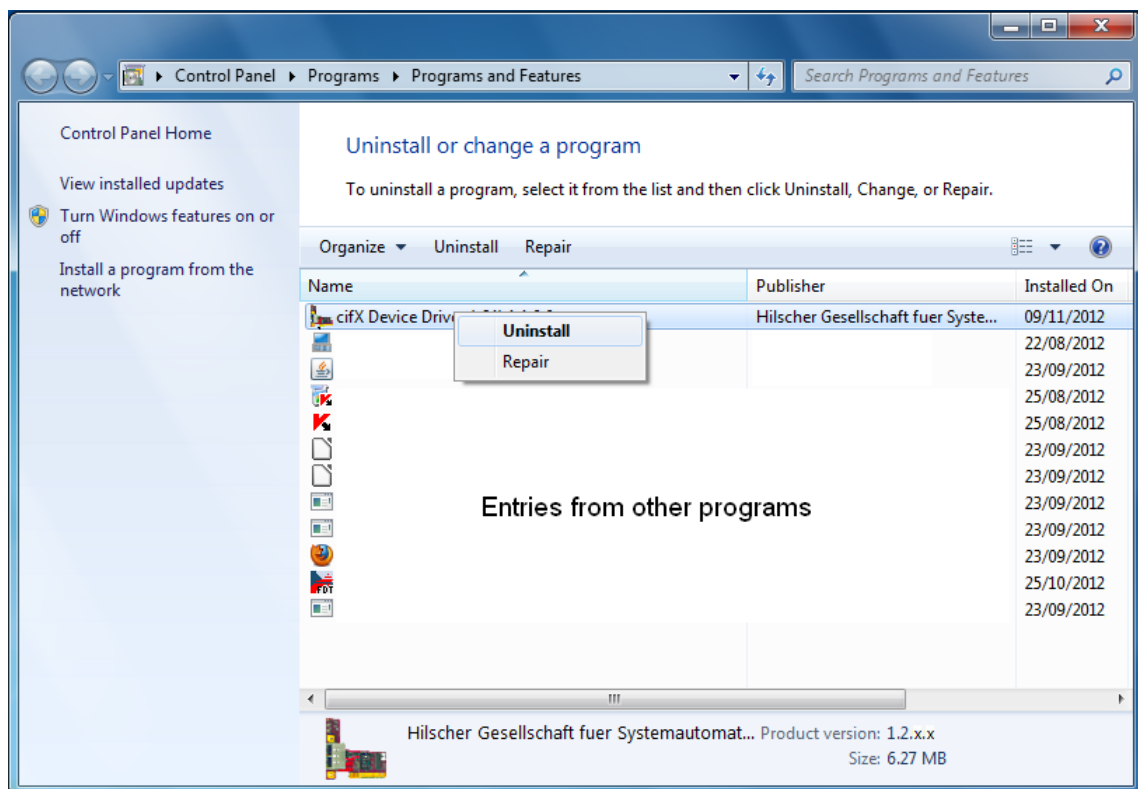 Control Panel ▸ Programs ▸ Programs and Features
Search Programs and Features
Control Panel Home
View installed updates
Turn Windows features on or
off
Install a program from the
network
Uninstall or change a program
To uninstall a program, select it from the list and then click Uninstall, Change, or Repair.
Organize Uninstall Repair
Name Publisher Installed On
cifX Device Hilscher Gesellschaft fuer Syste... 09/11/2012
Uninstall
Repair
22/08/2012
23/09/2012
25/08/2012
25/08/2012
23/09/2012
23/09/2012
23/09/2012
23/09/2012
23/09/2012
FDT 25/10/2012
23/09/2012
Entries from other programs
Hilscher Gesellschaft fuer Systemautomat... Product version: 1.2.x.x
Size: 6.27 MB